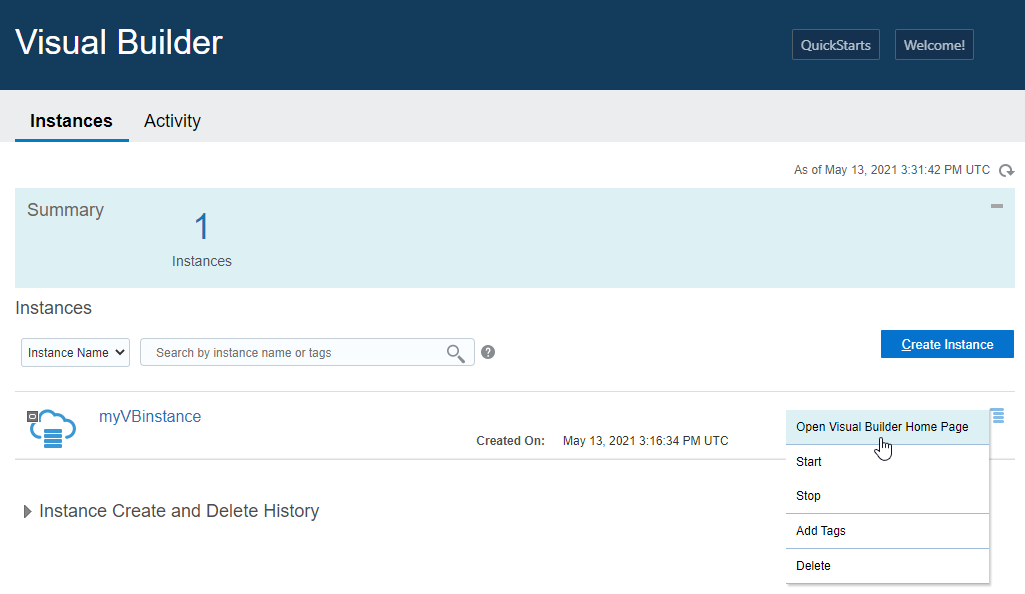 Visual Builder
QuickStarts
Welcome!
Instances
Activity
As of May 13, 2021 3:31:42 PM UTC
Summary
1
Instances
Instances
Instance Name
Search by instance name or tags
?
Create Instance
myVBinstance
Created On: May 13, 2021 3:16:34 PM UTC
Open Visual Builder Home Page
Start
Stop
Add Tags
Delete
Instance Create and Delete History